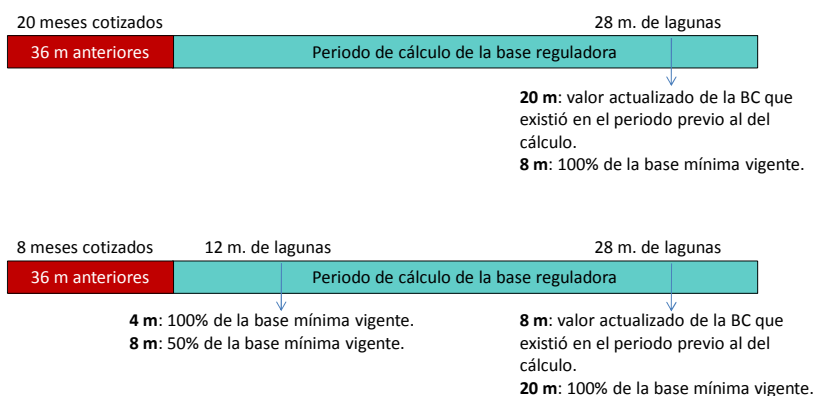 20 meses cotizados
28 m. de lagunas
36 m anteriores
Periodo de cálculo de la base reguladora
20 m: valor actualizado de la BC que
existió en el periodo previo al del
cálculo.
8 m: 100% de la base mínima vigente.
8 meses cotizados
12 m. de lagunas
28 m. de lagunas
36 m anteriores
Periodo de cálculo de la base reguladora
4 m: 100% de la base mínima vigente.
8 m: 50% de la base mínima vigente.
8 m: valor actualizado de la BC que
existió en el periodo previo al del
cálculo.
20 m: 100% de la base mínima vigente.